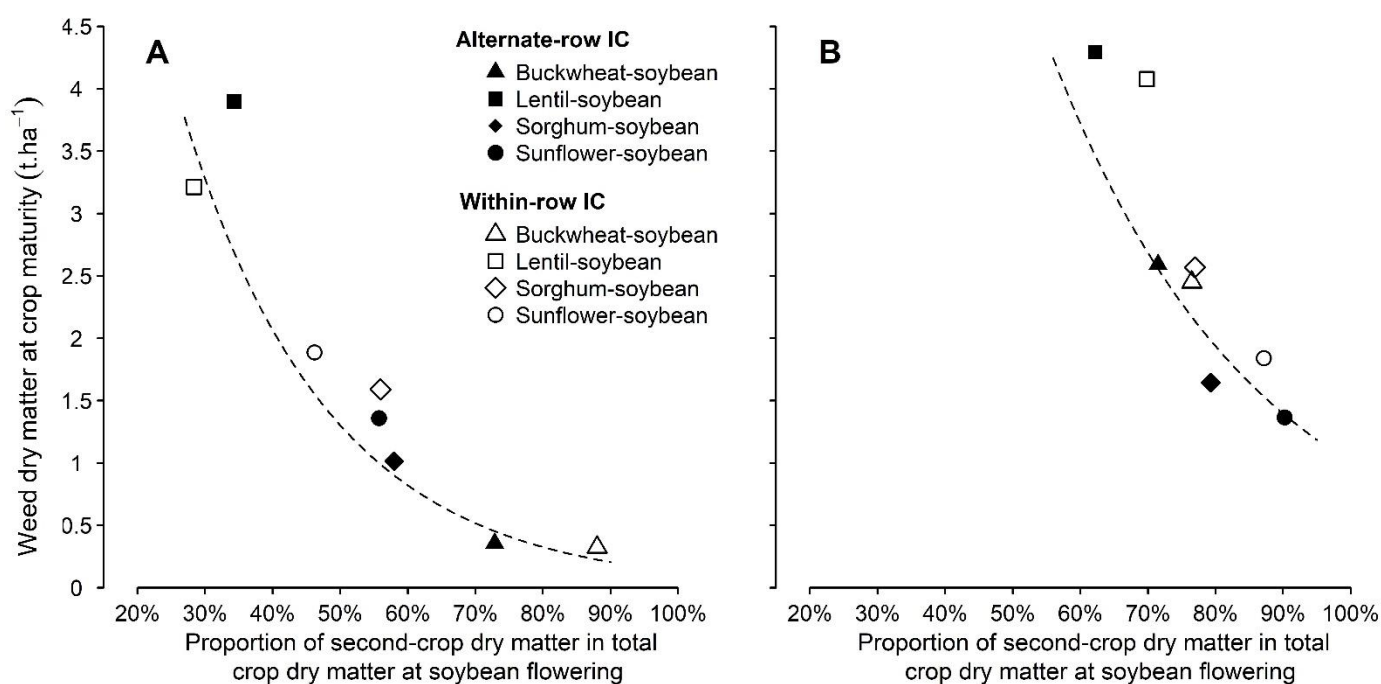 A
B
Weed dry matter at crop maturity (t.ha⁻¹)
4.5
4
3.5
3
2.5
2
1.5
1
0.5
0
Alternate-row IC
Buckwheat-soybean
Lentil-soybean
Sorghum-soybean
Sunflower-soybean
Within-row IC
Buckwheat-soybean
Lentil-soybean
Sorghum-soybean
Sunflower-soybean
20% 30% 40% 50% 60% 70% 80% 90% 100%
Proportion of second-crop dry matter in total
crop dry matter at soybean flowering
20% 30% 40% 50% 60% 70% 80% 90% 100%
Proportion of second-crop dry matter in total
crop dry matter at soybean flowering